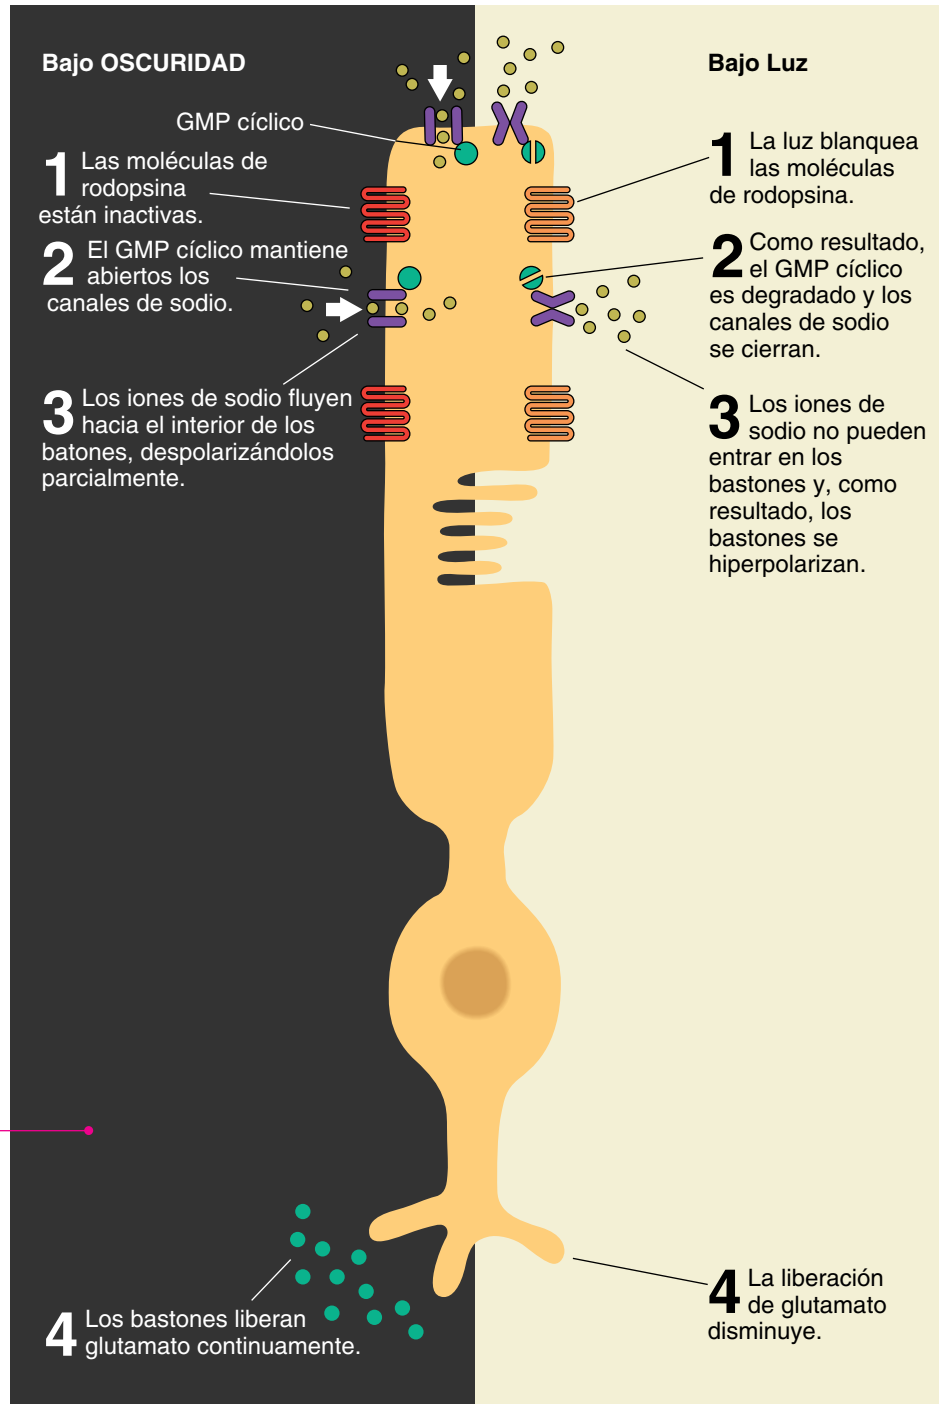 Bajo OSCURIDAD
GMP cíclico
1 Las moléculas de
rodopsina
están inactivas.
2 El GMP cíclico mantiene
abiertos los
canales de sodio.
3 Los iones de sodio fluyen
hacia el interior de los
batones, despolarizándolos
parcialmente.
4 Los bastones liberan
glutamato continuamente.
Bajo Luz
1 La luz blanquea
las moléculas
de rodopsina.
2 Como resultado,
el GMP cíclico
es degradado y los
canales de sodio
se cierran.
3 Los iones de
sodio no pueden
entrar en los
bastones y, como
resultado, los
bastones se
hiperpolarizan.
4 La liberación
de glutamato
disminuye.